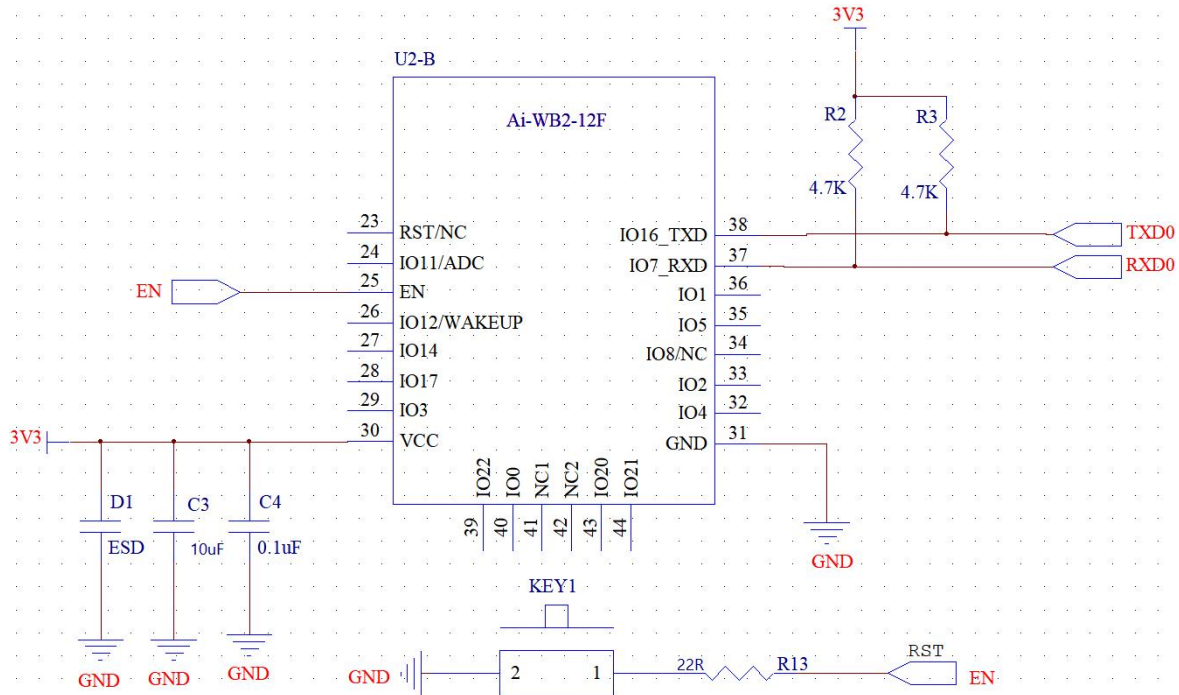 3V3
U2-B
Ai-WB2-12F
R2
R3
4.7K
4.7K
23 RST/NC
24 IO11/ADC
EN 25 EN
26 IO12/WAKEUP
27 IO14
28 IO17
29 IO3
3V3 30 VCC
IO16_TXD 38 TXD0
IO7_RXD 37 RXD0
IO1 36
IO5 35
IO8/NC 34
IO2 33
IO4 32
GND 31
IO22 IO0 NC1 NC2 IO20 IO21
39 40 41 42 43 44
D1 C3 C4
ESD 10uF 0.1uF
GND GND GND
GND
KEY1
GND 2 1 22R R13 RST EN